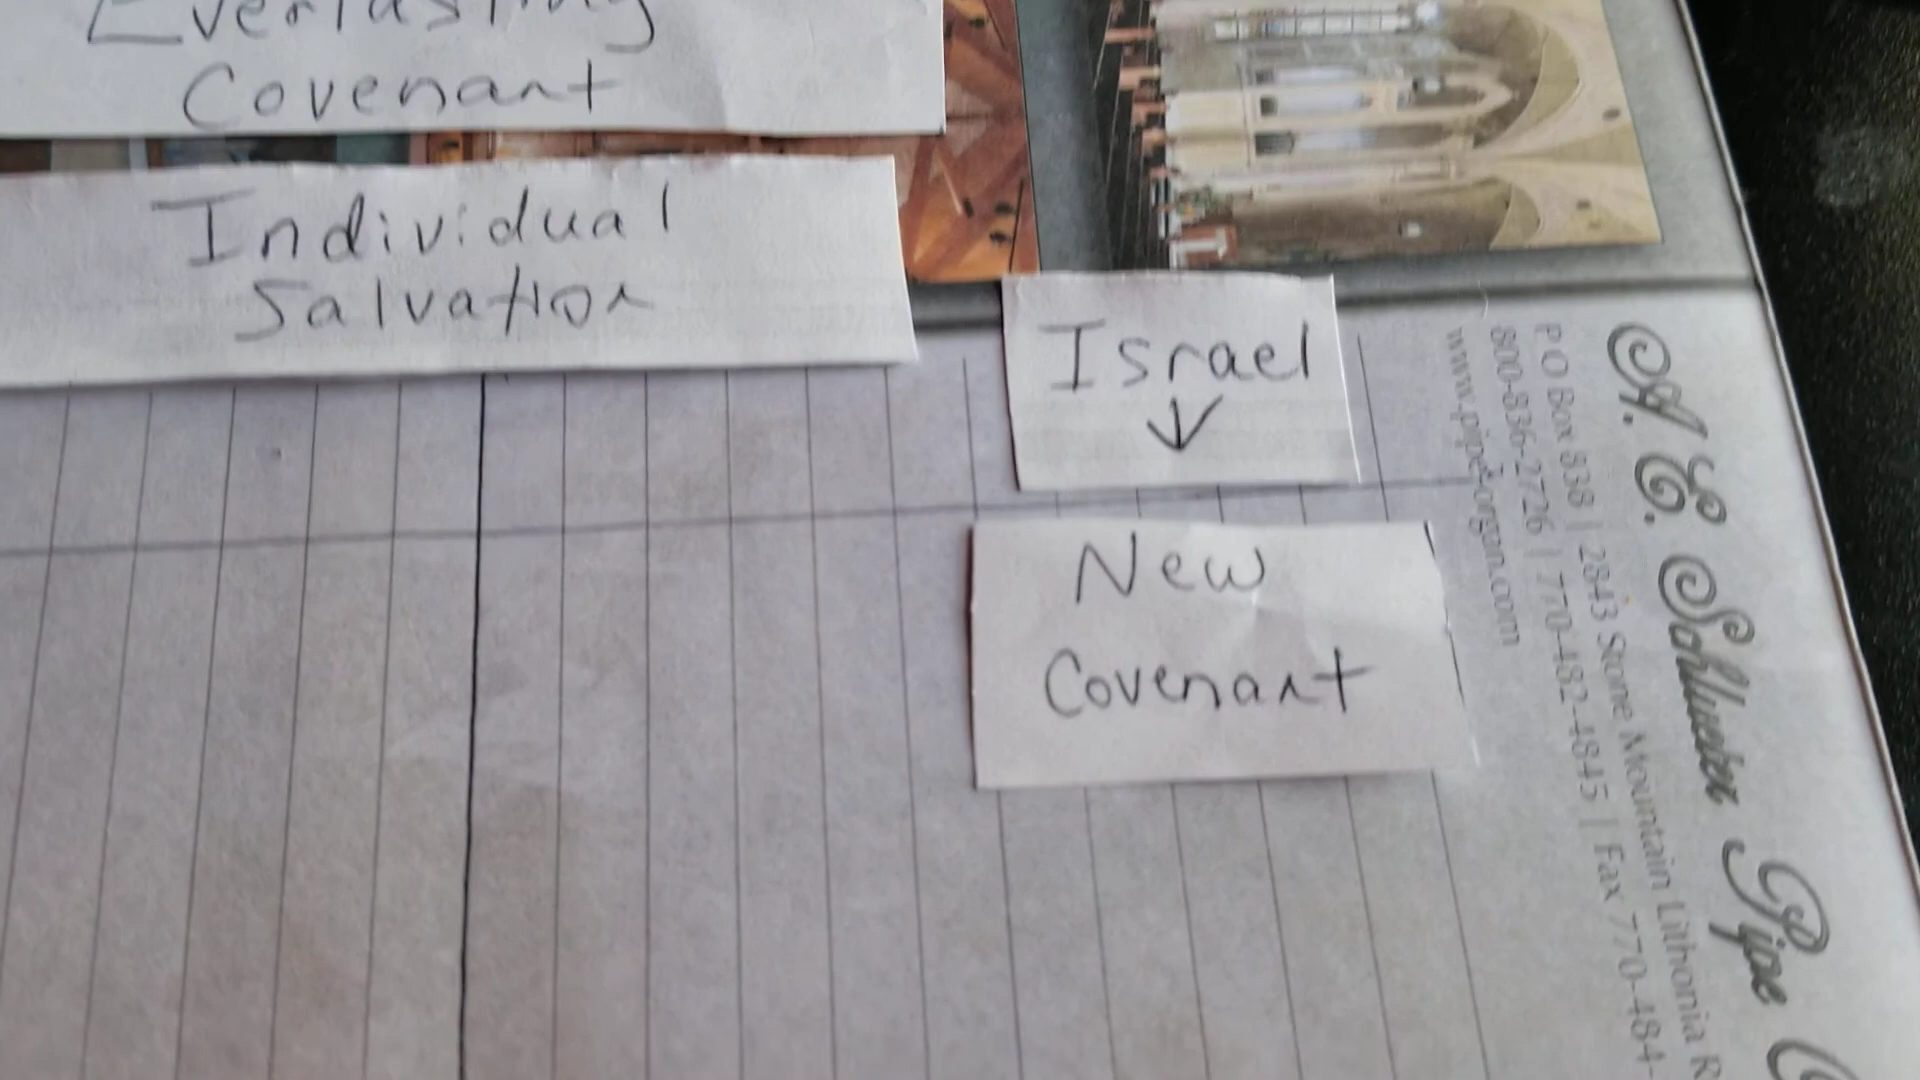 Everlasting
Covenant
Individual
Salvation
Israel
New
Covenant
A. E. Schlueter Pipe
P O Box 838 | 2843 Stone Mountain Lithonia
800-836-2726 | 770-482-4845 | Fax 770-484-
www.pipe-organ.com